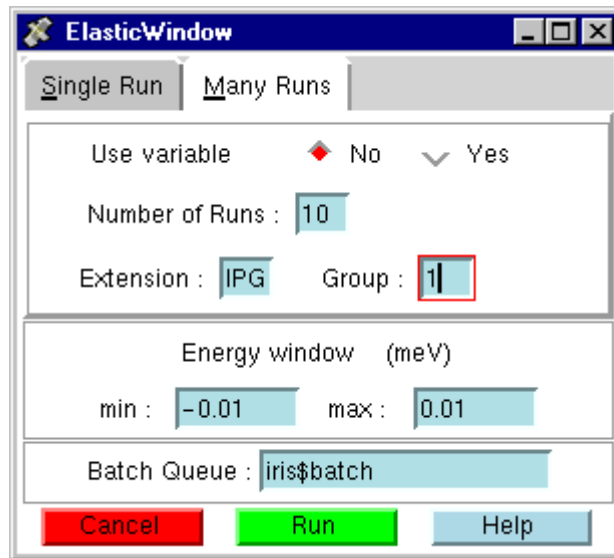 ElasticWindow
Single Run Many Runs
Use variable No Yes
Number of Runs : 10
Extension : IPG Group : 1
Energy window (meV)
min : -0.01 max : 0.01
Batch Queue : iris$batch
Cancel Run Help